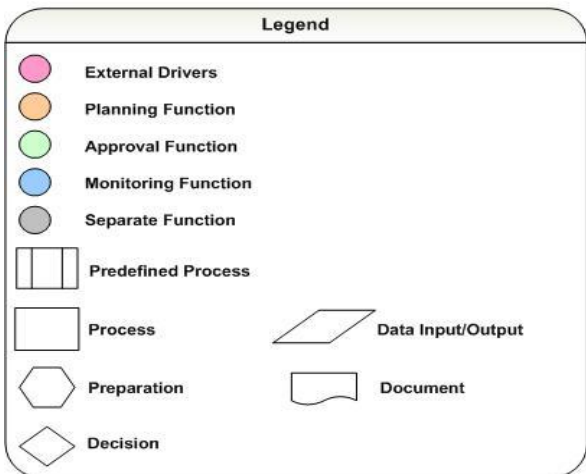 Legend
External Drivers
Planning Function
Approval Function
Monitoring Function
Separate Function
Predefined Process
Process
Data Input/Output
Preparation
Document
Decision